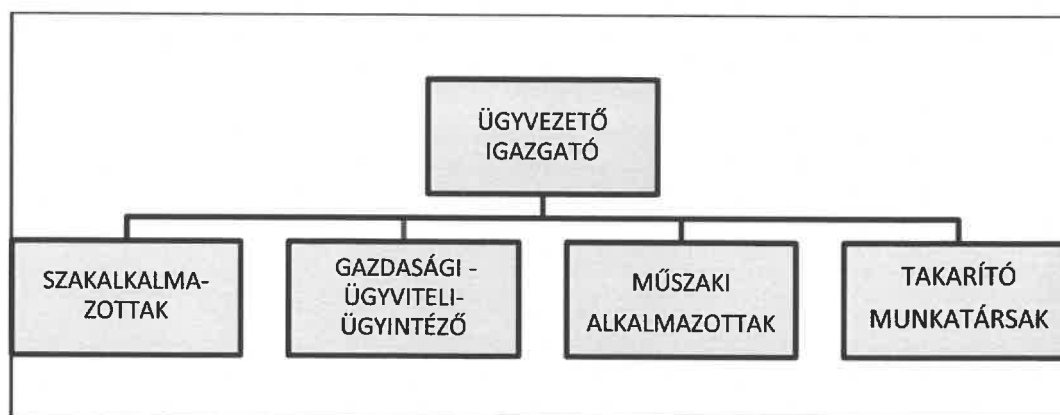 ÜGYVEZETŐ
IGAZGATÓ
SZAKALKALMA-
ZOTTAK
GAZDASÁGI -
ÜGYVITELI-
ÜGYINTÉZŐ
MŰSZAKI
ALKALMAZOTTAK
TAKARÍTÓ
MUNKATÁRSAK